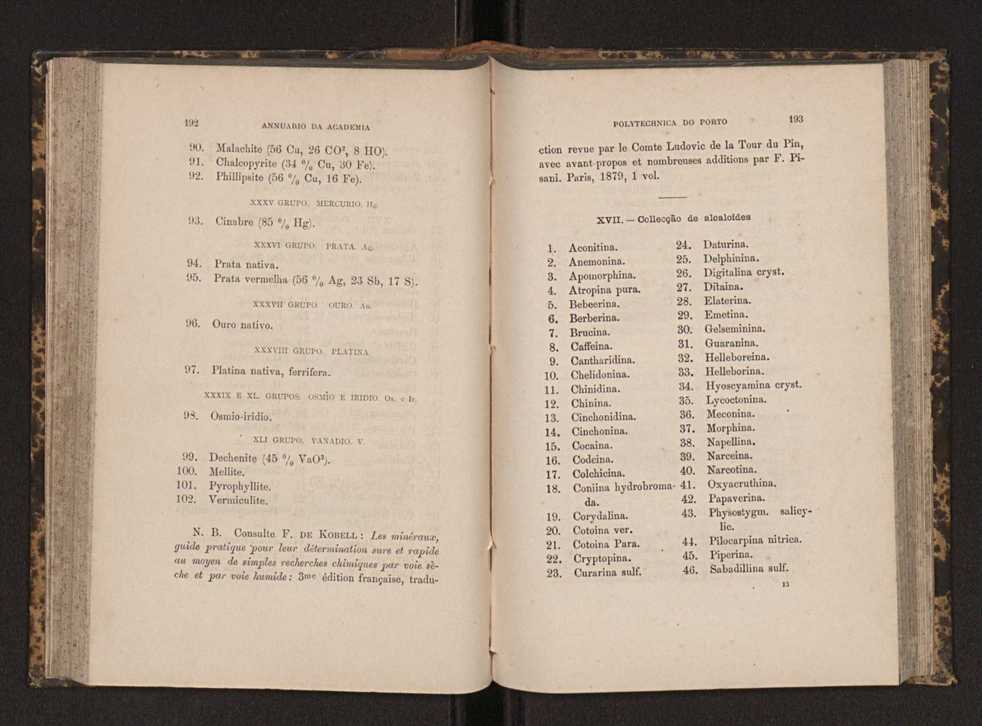 192
ANNUARIO DA ACADEMIA
90. Malachite (56 Cu, 26 CO², 8 HO).
91. Chalcopyrite (34 % Cu, 30 Fe).
92. Phillipsite (56 % Cu, 16 Fe).
XXXV GRUPO. MERCURIO. Hg.
93. Cinabre (85 % Hg).
XXXVI GRUPO. PRATA. Ag.
94. Prata nativa.
95. Prata vermelha (56 % Ag, 23 Sb, 17 S).
XXXVII GRUPO. OURO. Au.
96. Ouro nativo.
XXXVIII GRUPO. PLATINA.
97. Platina nativa, ferrifera.
XXXIX E XL. GRUPOS. OSMIO E IRIDIO. Os. e Ir.
98. Osmio-iridio.
XLI GRUPO. VANADIO. V.
99. Dechenite (45 % VaO³).
100. Mellite.
101. Pyrophyllite.
102. Vermiculite.
N. B. Consulte F. DE KOBELL: Les minéraux,
guide pratique pour leur détermination sure et rapide
au moyen de simples recherches chimiques par voie sè-
che et par voie humide: 3me édition française, tradu-
POLYTECHNICA DO PORTO
193
ction revue par le Comte Ludovic de la Tour du Pin,
avec avant-propos et nombreuses additions par F. Pi-
sani. Paris, 1879, 1 vol.
XVII. — Collecção de alcaloides
1. Aconitina.
2. Anemonina.
3. Apomorphina.
4. Atropina pura.
5. Bebeerina.
6. Berberina.
7. Brucina.
8. Caffeina.
9. Cantharidina.
10. Chelidonina.
11. Chinidina.
12. Chinina.
13. Cinchonidina.
14. Cinchonina.
15. Cocaina.
16. Codeina.
17. Colchicina.
18. Coniina hydrobroma-
da.
19. Corydalina.
20. Cotoina ver.
21. Cotoina Para.
22. Cryptopina.
23. Curarina sulf.
24. Daturina.
25. Delphinina.
26. Digitalina cryst.
27. Ditaina.
28. Elaterina.
29. Emetina.
30. Gelseminina.
31. Guaranina.
32. Helleboreina.
33. Helleborina.
34. Hyoscyamina cryst.
35. Lycoctonina.
36. Meconina.
37. Morphina.
38. Napellina.
39. Narceina.
40. Narcotina.
41. Oxyacruthina.
42. Papaverina.
43. Physostygm. salicy-
lic.
44. Pilocarpina nitrica.
45. Piperina.
46. Sabadillina sulf.
13